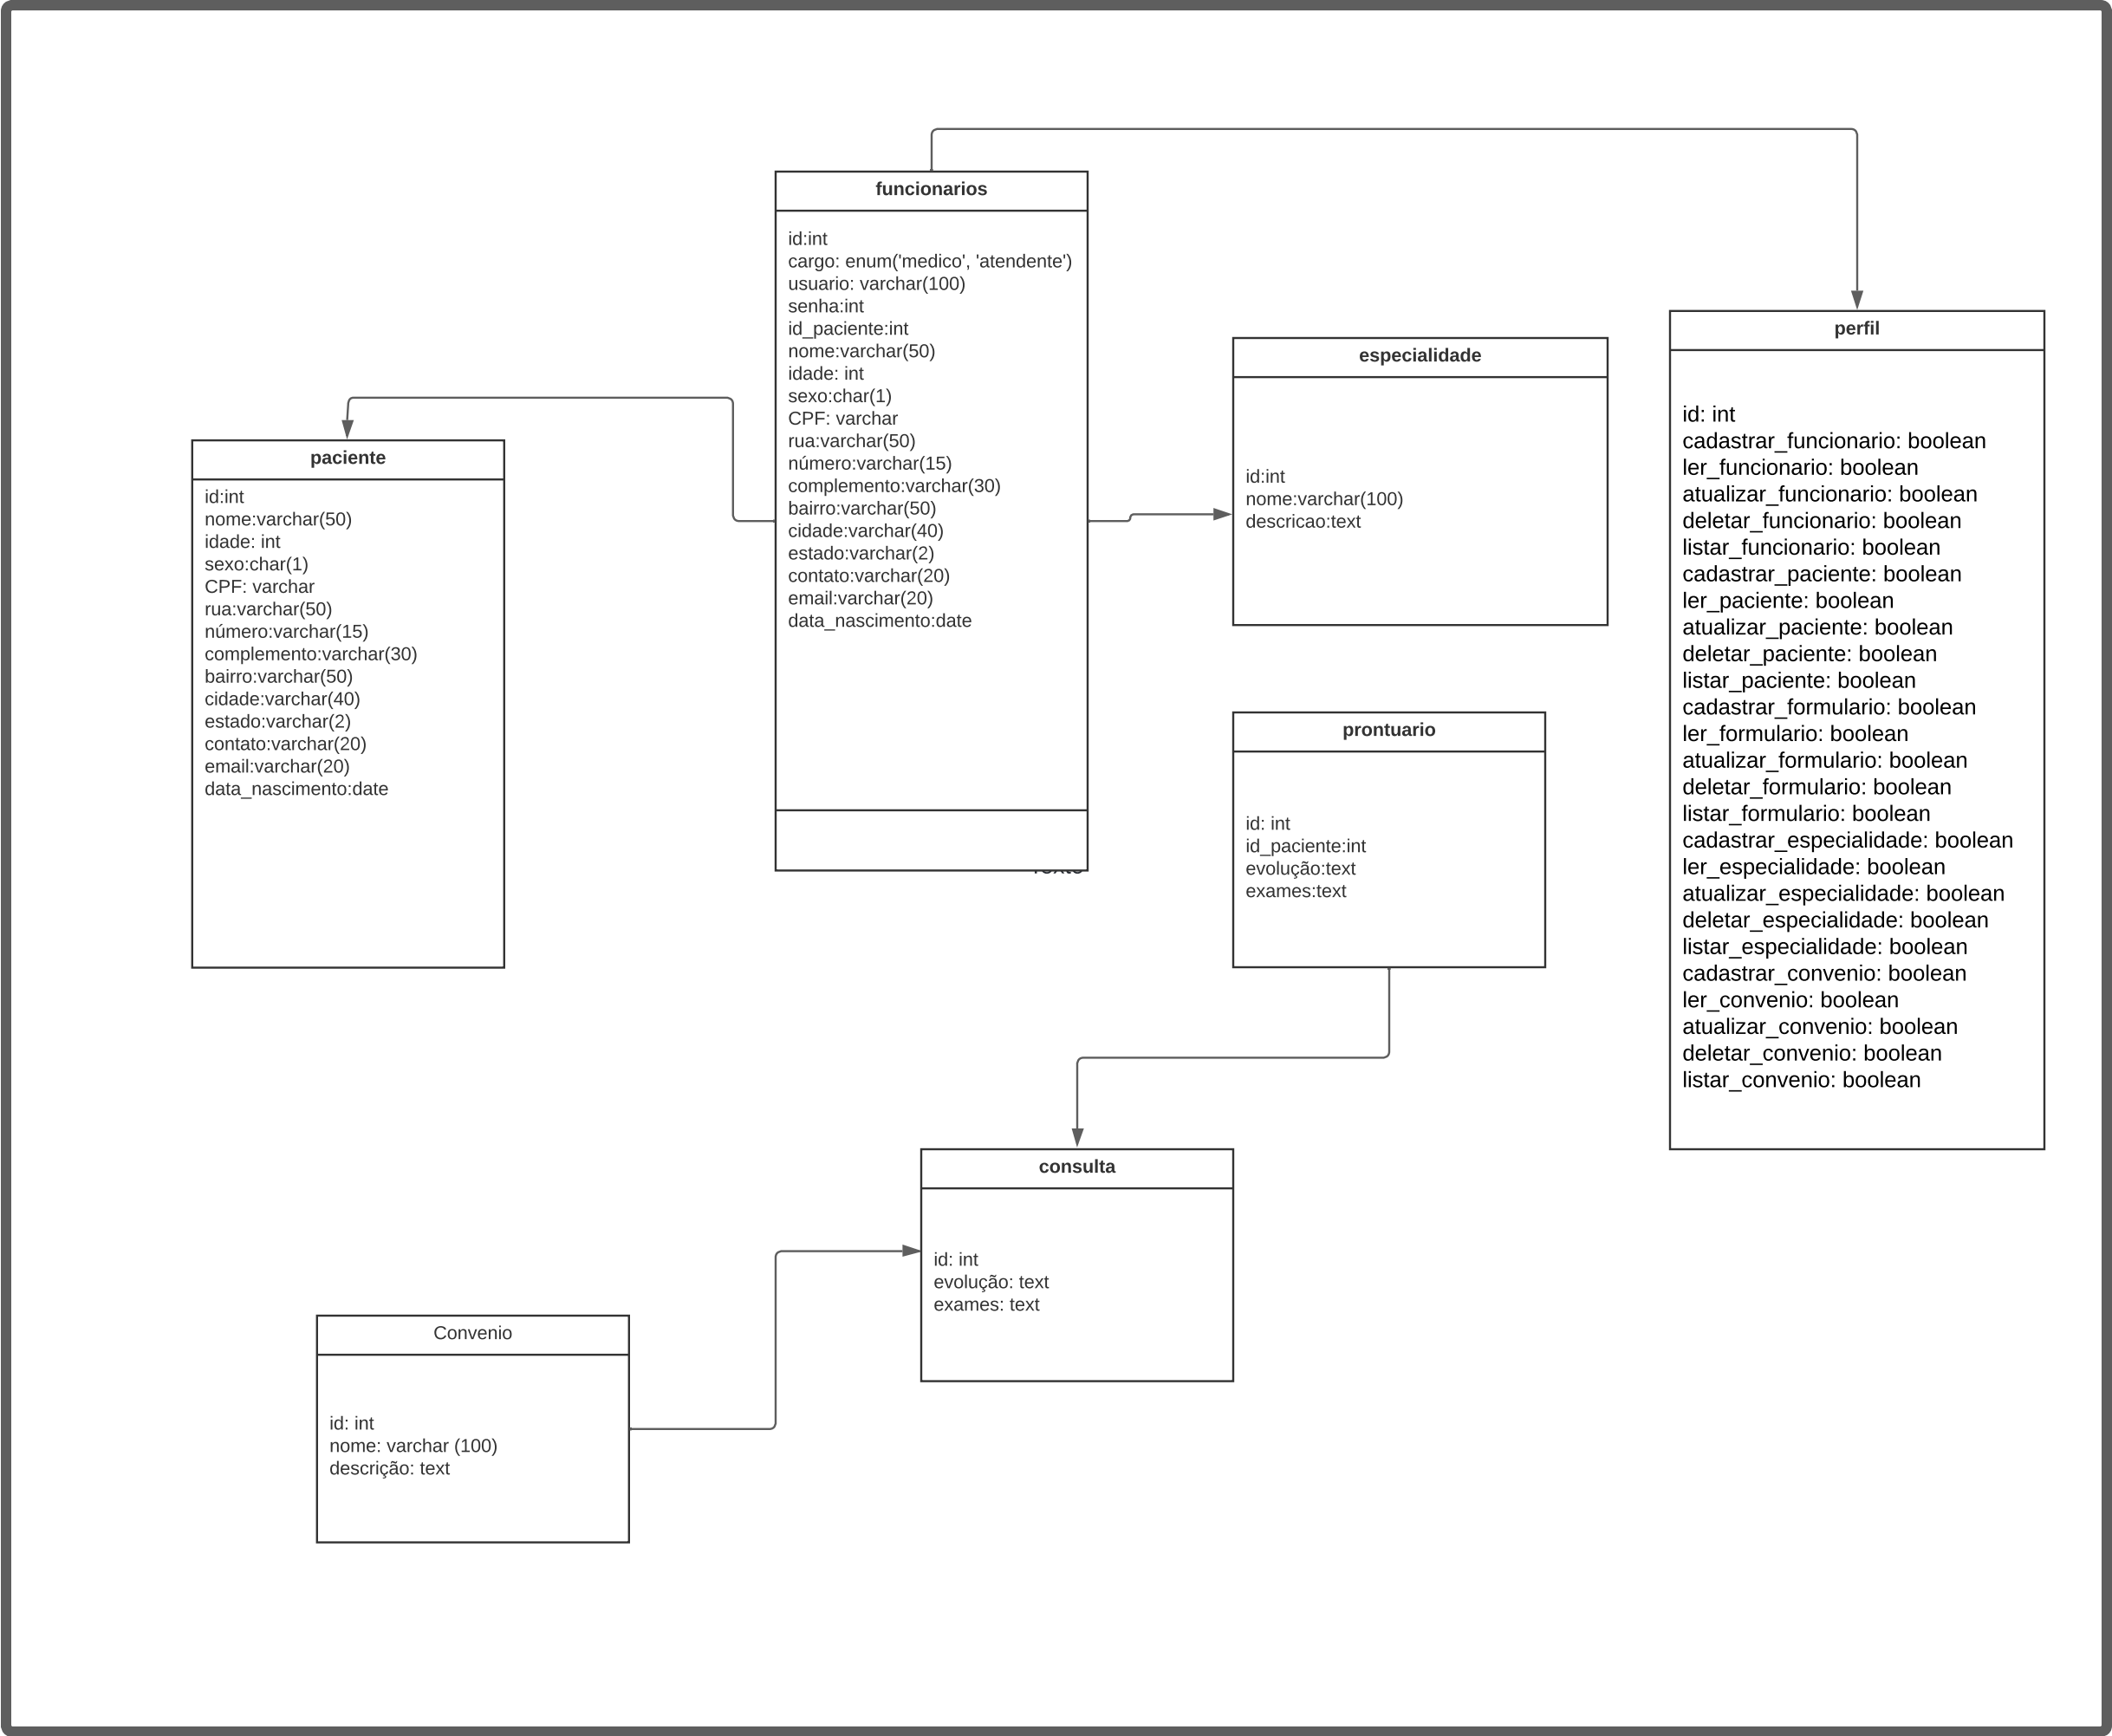 funcionarios
id:int
cargo: enum('medico', 'atendente')
usuario: varchar(100)
senha:int
id_paciente:int
nome:varchar(50)
idade: int
sexo:char(1)
CPF: varchar
rua:varchar(50)
número:varchar(15)
complemento:varchar(30)
bairro:varchar(50)
cidade:varchar(40)
estado:varchar(2)
contato:varchar(20)
email:varchar(20)
data_nascimento:date
perfil
id: int
cadastrar_funcionario: boolean
ler_funcionario: boolean
atualizar_funcionario: boolean
deletar_funcionario: boolean
listar_funcionario: boolean
cadastrar_paciente: boolean
ler_paciente: boolean
atualizar_paciente: boolean
deletar_paciente: boolean
listar_paciente: boolean
cadastrar_formulario: boolean
ler_formulario: boolean
atualizar_formulario: boolean
deletar_formulario: boolean
listar_formulario: boolean
cadastrar_especialidade: boolean
ler_especialidade: boolean
atualizar_especialidade: boolean
deletar_especialidade: boolean
listar_especialidade: boolean
cadastrar_convenio: boolean
ler_convenio: boolean
atualizar_convenio: boolean
deletar_convenio: boolean
listar_convenio: boolean
especialidade
id:int
nome:varchar(100)
descricao:text
paciente
id:int
nome:varchar(50)
idade: int
sexo:char(1)
CPF: varchar
rua:varchar(50)
número:varchar(15)
complemento:varchar(30)
bairro:varchar(50)
cidade:varchar(40)
estado:varchar(2)
contato:varchar(20)
email:varchar(20)
data_nascimento:date
prontuario
id: int
id_paciente:int
evolução:text
exames:text
consulta
id: int
evolução: text
exames: text
Convenio
id: int
nome: varchar (100)
descrição: text